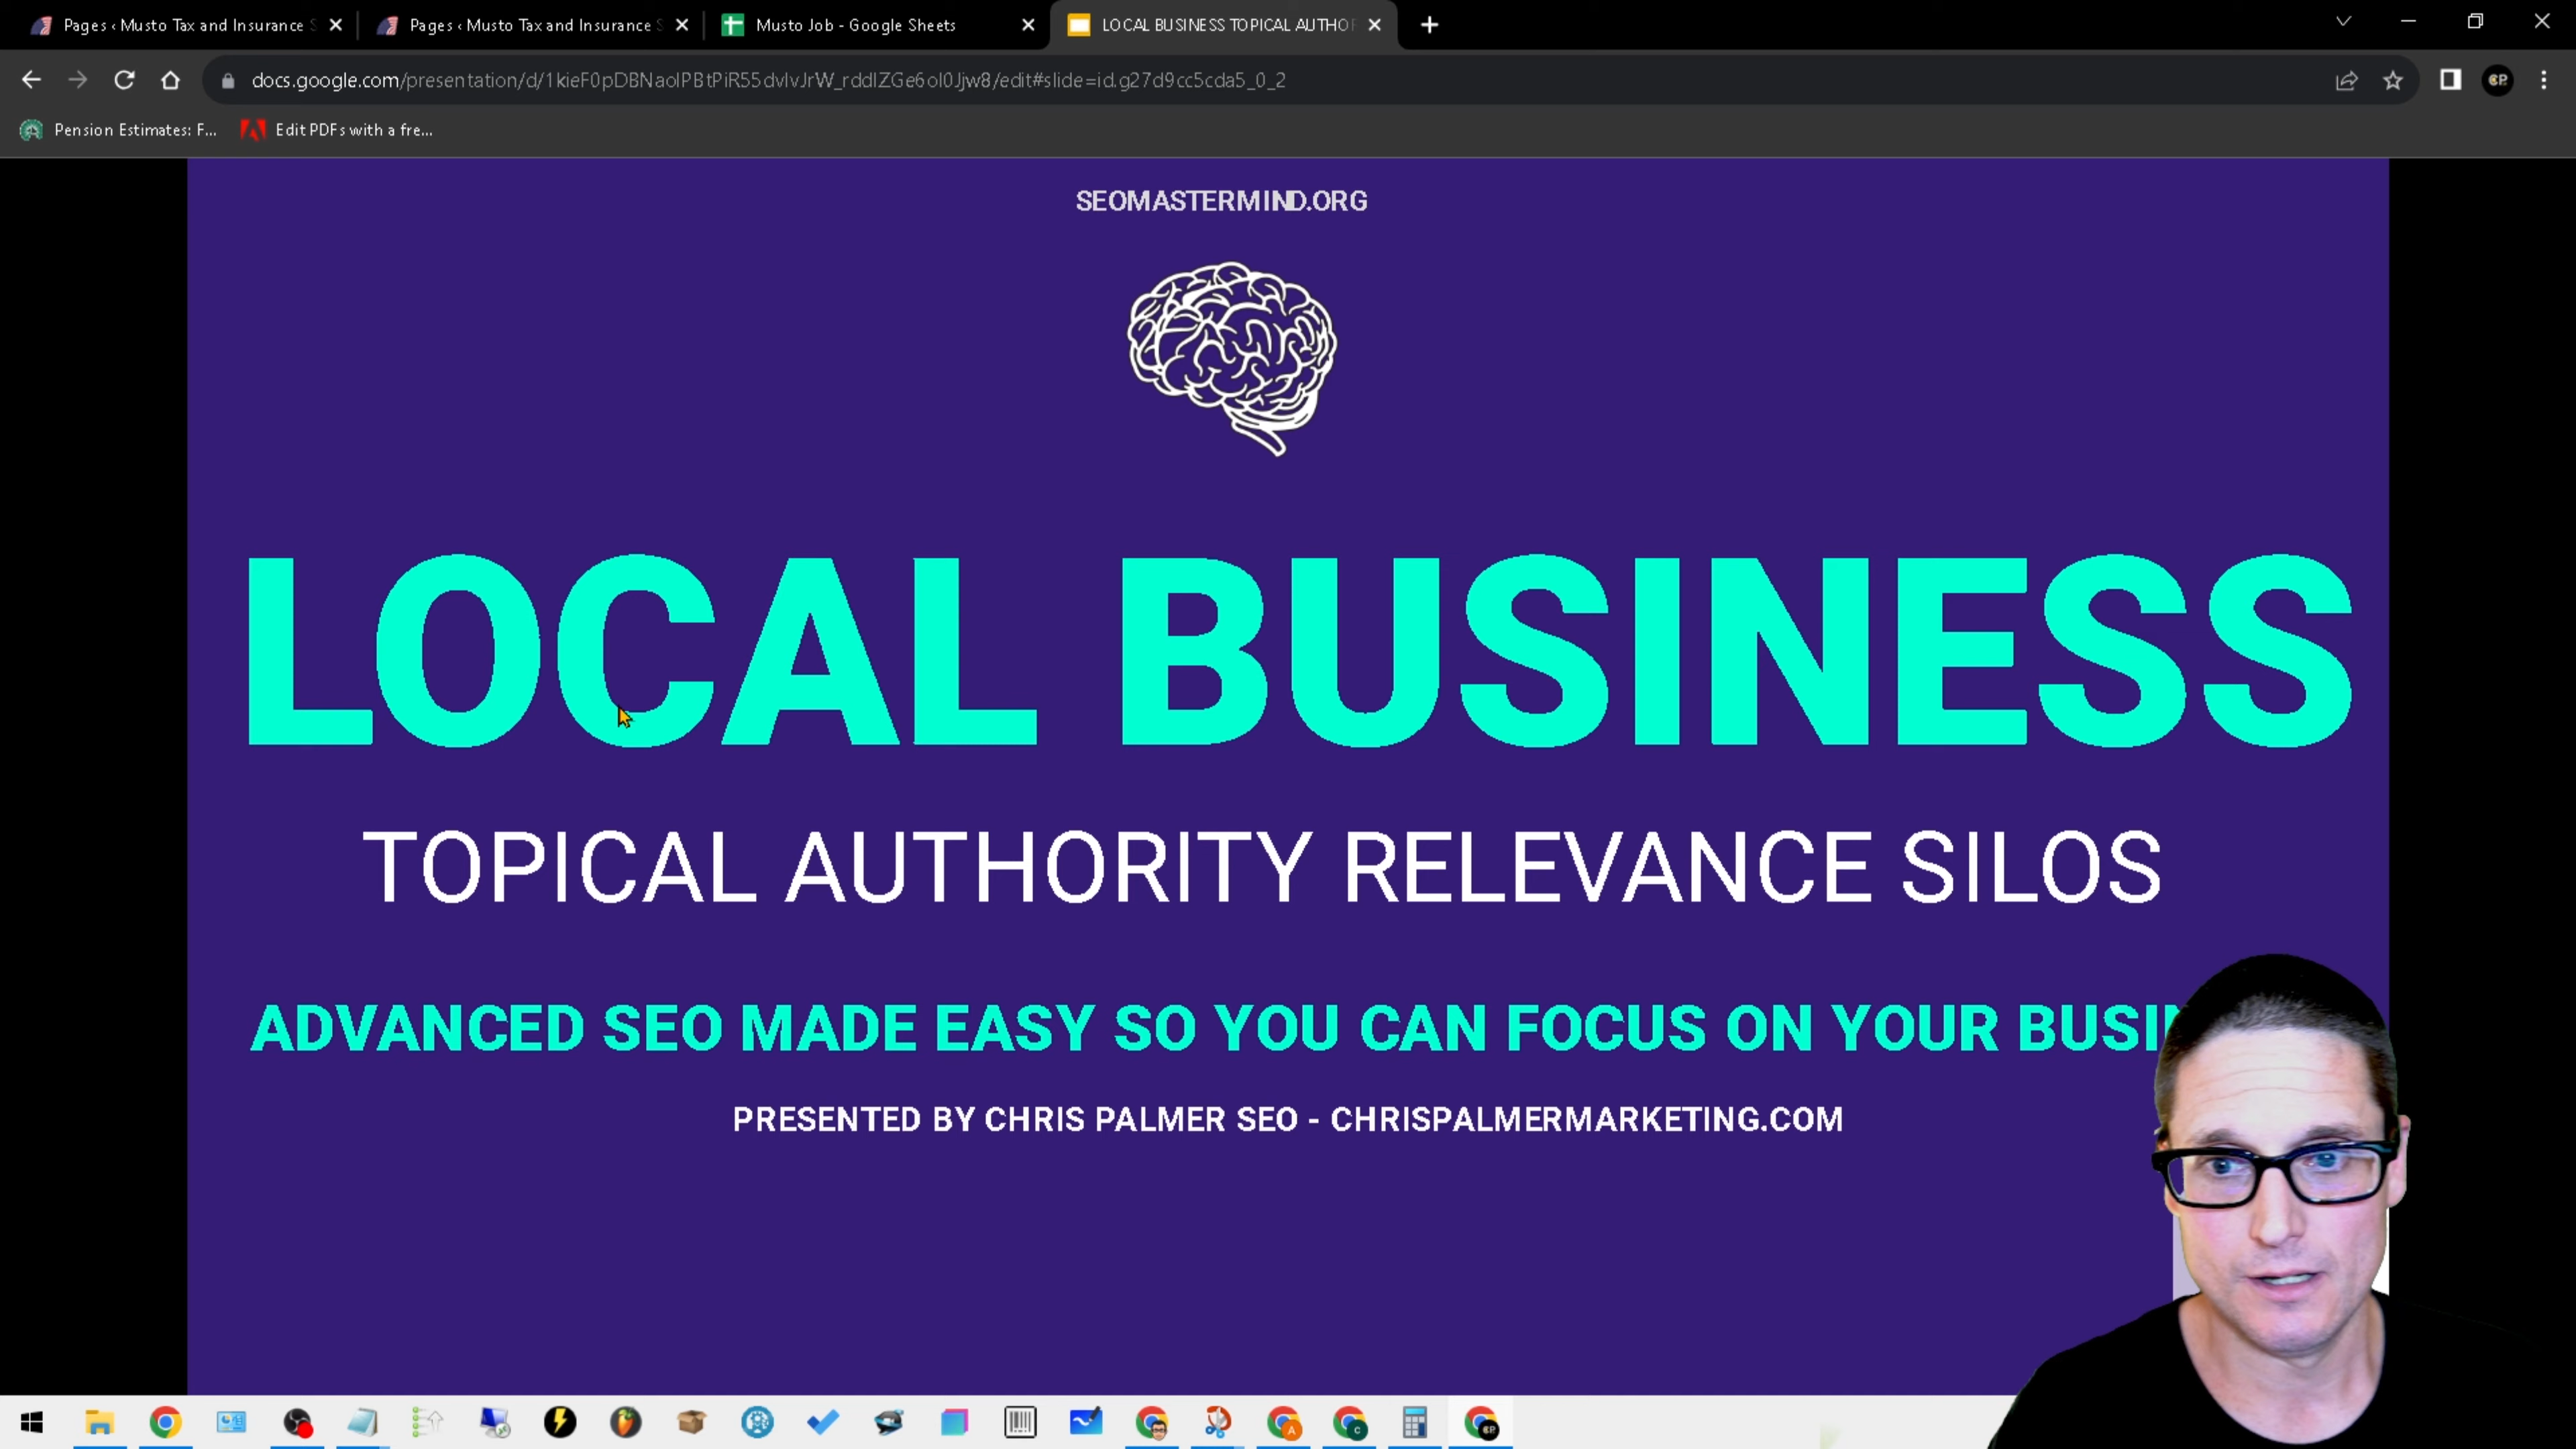 Pages ‹ Musto Tax and Insurance S
Pages ‹ Musto Tax and Insurance S
Musto Job - Google Sheets
LOCAL BUSINESS TOPICAL AUTHOR
docs.google.com/presentation/d/1kieF0pDBNaolPBtPiR55dvlvJrW_rddlZGe6ol0Jjw8/edit#slide=id.g27d9cc5cda5_0_2
Pension Estimates: F...
Edit PDFs with a fre...
SEOMASTERMIND.ORG
LOCAL BUSINESS
TOPICAL AUTHORITY RELEVANCE SILOS
ADVANCED SEO MADE EASY SO YOU CAN FOCUS ON YOUR BUSIN
PRESENTED BY CHRIS PALMER SEO - CHRISPALMERMARKETING.COM